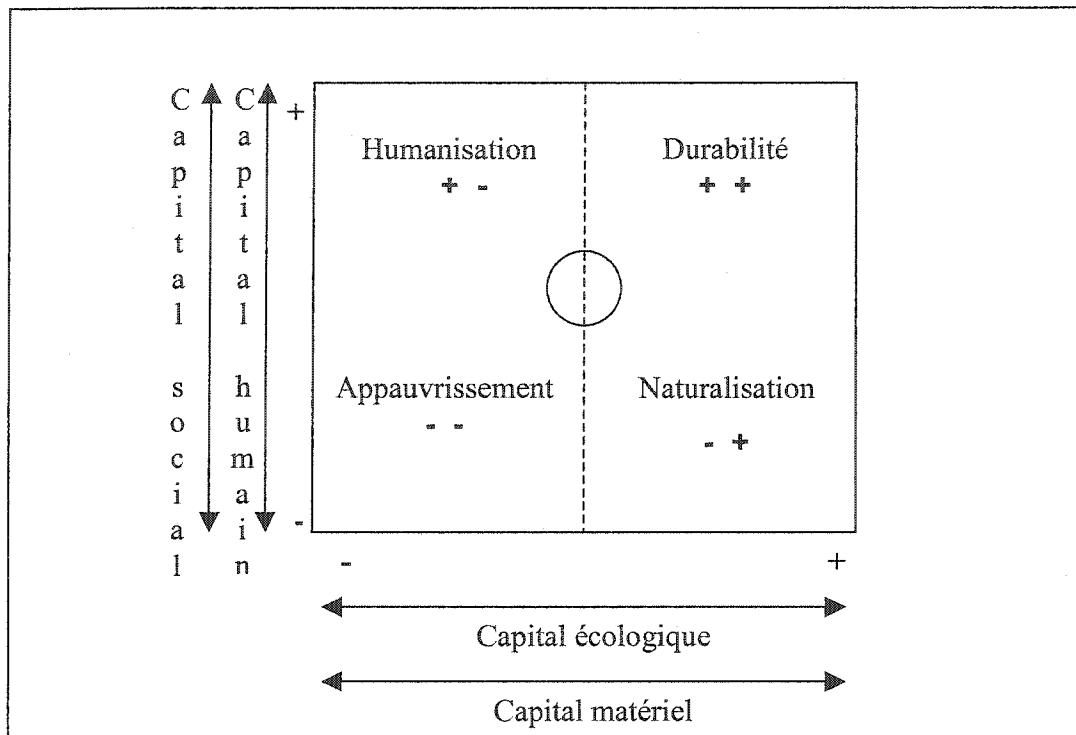 Capital social
Capital humain
+
Humanisation
+ -
Durabilité
+ +
Appauvrissement
- -
Naturalisation
- +
-
-
+
Capital écologique
Capital matériel